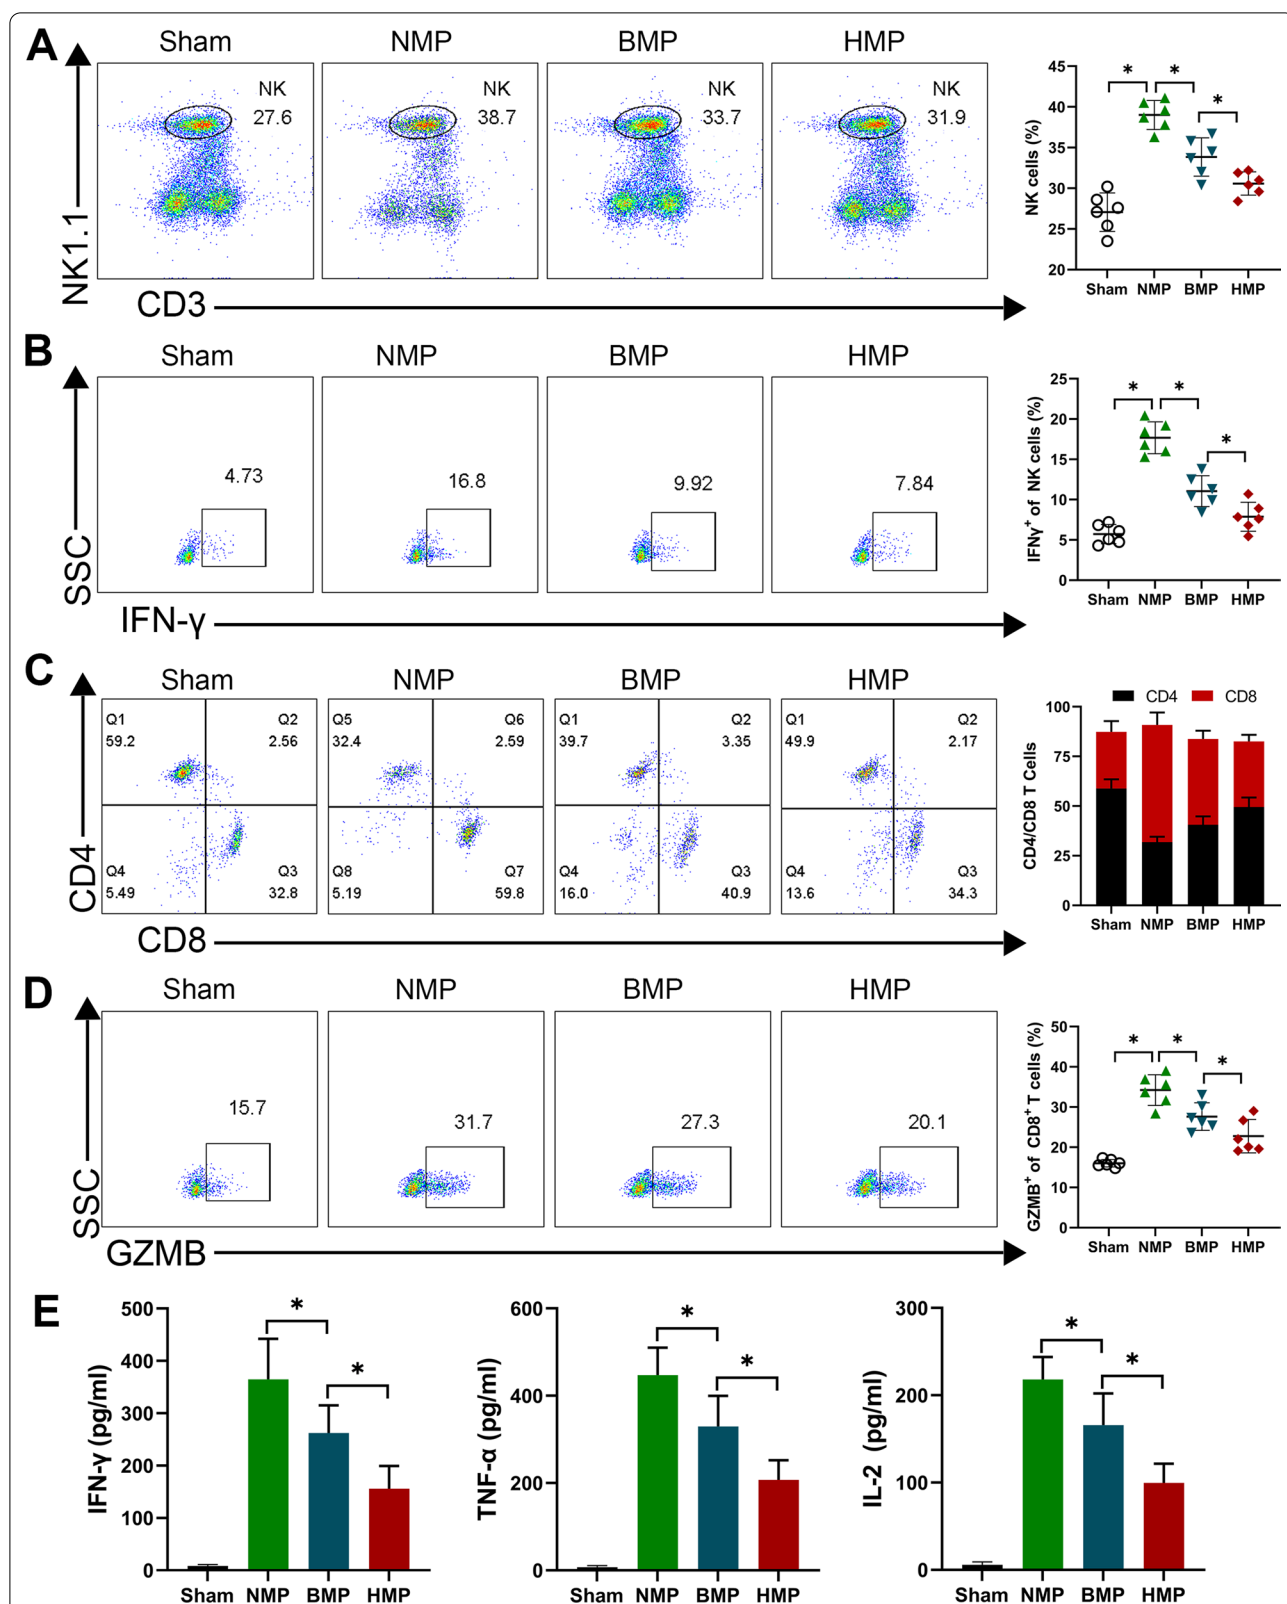 A
Sham NMP BMP HMP
NK1.1
NK
27.6
NK
38.7
NK
33.7
NK
31.9
CD3
NK cells (%)
45
40
35
30
25
20
* * *
Sham NMP BMP HMP
B
Sham NMP BMP HMP
SSC
4.73 16.8 9.92 7.84
IFN-γ
IFNγ+ of NK cells (%)
25
20
15
10
5
0
* * *
Sham NMP BMP HMP
C
Sham NMP BMP HMP
CD4
Q1 Q2
59.2 2.56
Q4 Q3
5.49 32.8
Q5 Q6
32.4 2.59
Q8 Q7
5.19 59.8
Q1 Q2
39.7 3.35
Q4 Q3
16.0 40.9
Q1 Q2
49.9 2.17
Q4 Q3
13.6 34.3
CD8
CD4 CD8
CD4/CD8 T Cells
100
75
50
25
0
Sham NMP BMP HMP
D
Sham NMP BMP HMP
SSC
15.7 31.7 27.3 20.1
GZMB
GZMB+ of CD8+ T cells (%)
50
40
30
20
10
0
* * *
Sham NMP BMP HMP
E
IFN-γ (pg/ml)
500
400
300
200
100
0
* *
Sham NMP BMP HMP
TNF-α (pg/ml)
600
400
200
0
* *
Sham NMP BMP HMP
IL-2 (pg/ml)
300
200
100
0
* *
Sham NMP BMP HMP